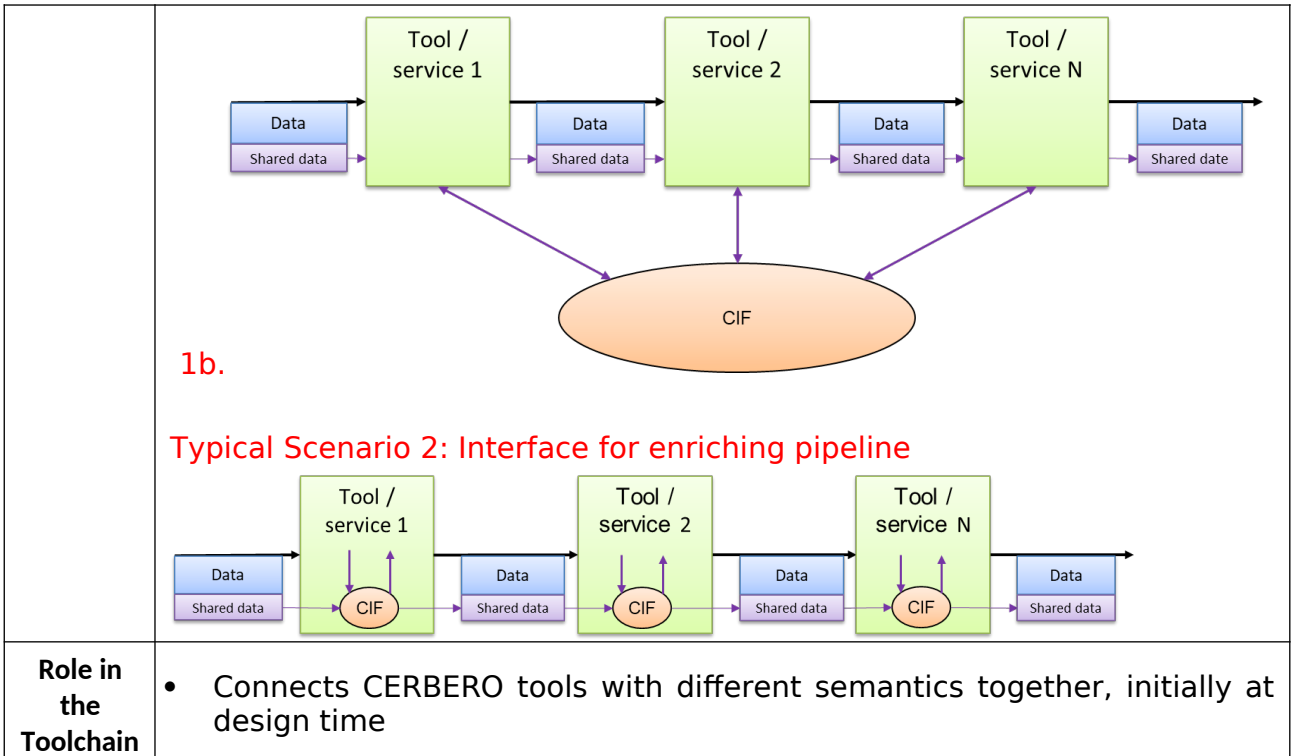 Tool /
service 1
Tool /
service 2
Tool /
service N
Data
Shared data
Data
Shared data
Data
Shared data
Data
Shared date
CIF
1b.
Typical Scenario 2: Interface for enriching pipeline
Tool /
service 1
Tool /
service 2
Tool /
service N
Data
Shared data
CIF
Data
Shared data
CIF
Data
Shared data
CIF
Data
Shared data
Role in
the
Toolchain
• Connects CERBERO tools with different semantics together, initially at
design time